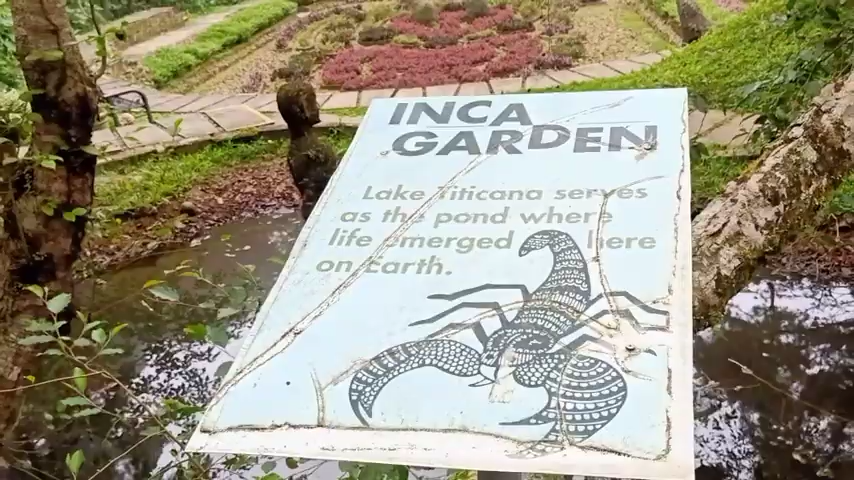 INCA
GARDEN
Lake Titicana serves
as the pond where
life emerged here
on Earth.